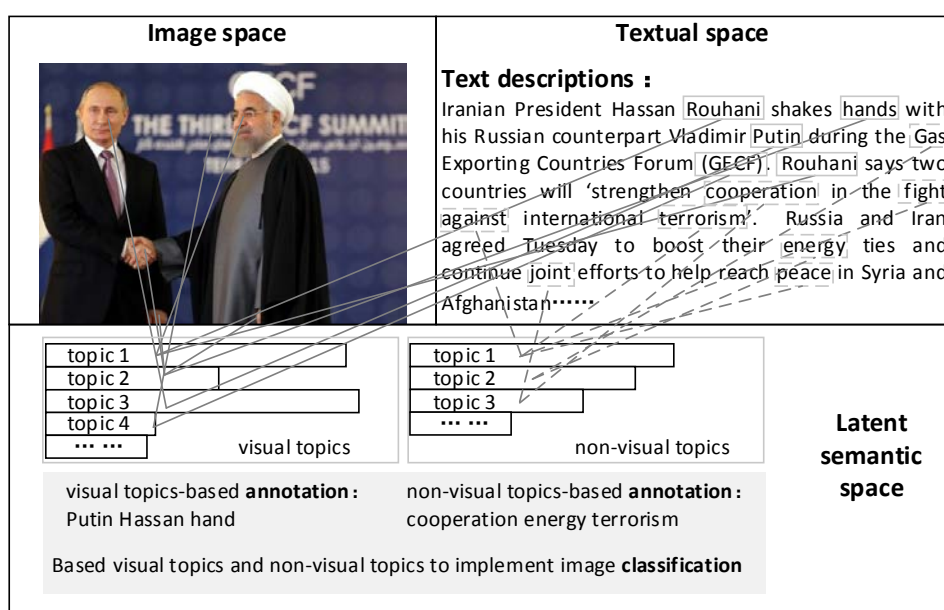 Image space
Textual space
GECF
THE THIRD GECF SUMMIT
Text descriptions :
Iranian President Hassan Rouhani shakes hands with
his Russian counterpart Vladimir Putin during the Gas
Exporting Countries Forum (GECF). Rouhani says two
countries will ‘strengthen cooperation in the fight
against international terrorism’. Russia and Iran
agreed Tuesday to boost their energy ties and
continue joint efforts to help reach peace in Syria and
Afghanistan······
topic 1
topic 2
topic 3
topic 4
··· ···
visual topics
topic 1
topic 2
topic 3
··· ···
non-visual topics
Latent
semantic
space
visual topics-based annotation :
Putin Hassan hand
non-visual topics-based annotation :
cooperation energy terrorism
Based visual topics and non-visual topics to implement image classification